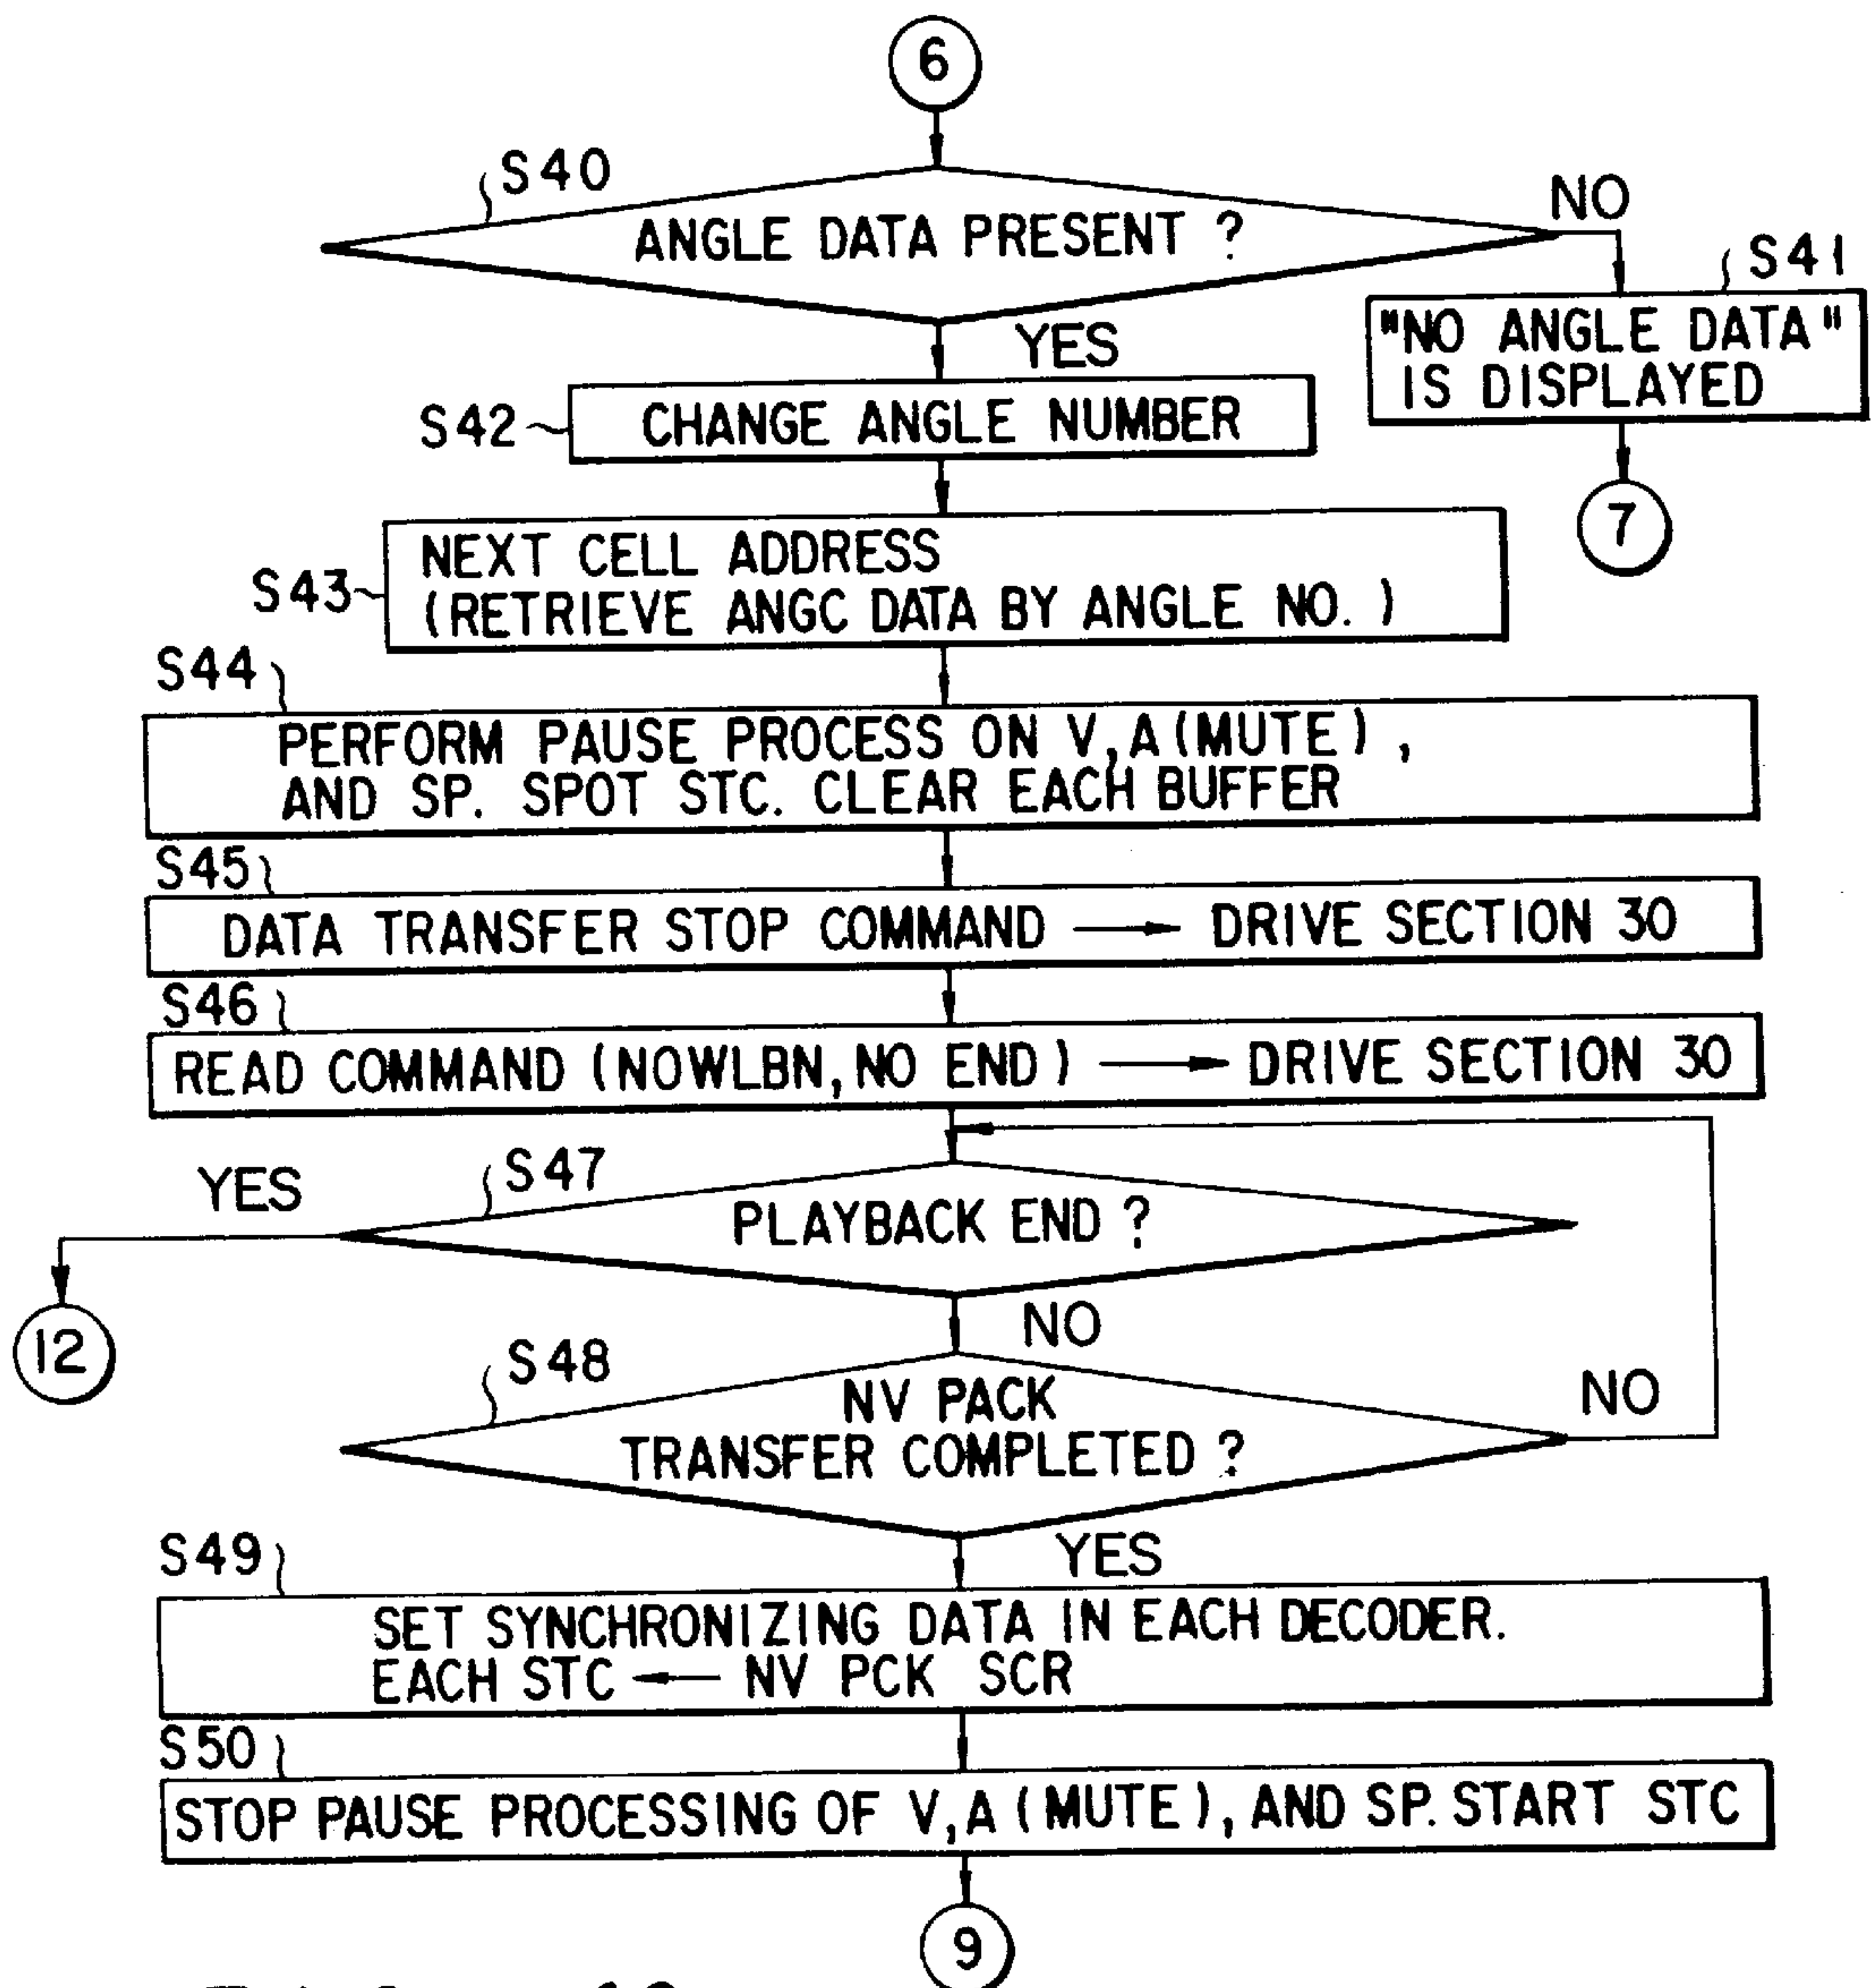 6
S40
ANGLE DATA PRESENT ?
NO
S41
"NO ANGLE DATA"
IS DISPLAYED
7
YES
S42
CHANGE ANGLE NUMBER
S43
NEXT CELL ADDRESS
(RETRIEVE ANGC DATA BY ANGLE NO. )
S44
PERFORM PAUSE PROCESS ON V,A(MUTE) ,
AND SP. SPOT STC. CLEAR EACH BUFFER
S45
DATA TRANSFER STOP COMMAND → DRIVE SECTION 30
S46
READ COMMAND (NOWLBN, NO END) → DRIVE SECTION 30
S47
YES
PLAYBACK END ?
12
NO
S48
NV PACK
TRANSFER COMPLETED ?
NO
YES
S49
SET SYNCHRONIZING DATA IN EACH DECODER.
EACH STC ← NV PCK SCR
S50
STOP PAUSE PROCESSING OF V,A (MUTE), AND SP. START STC
9